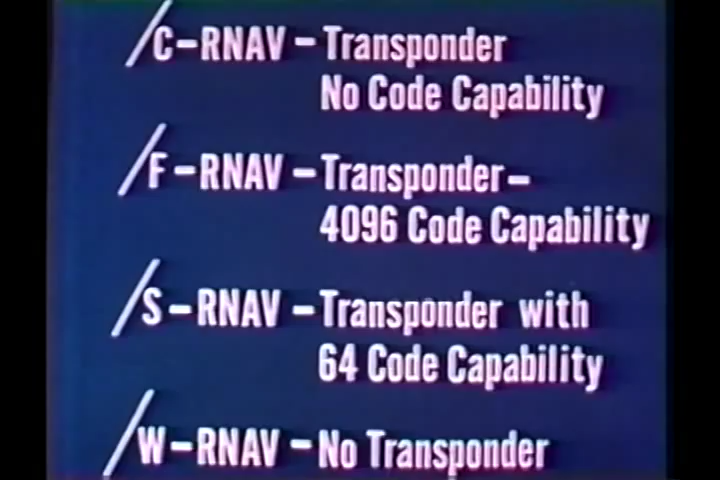 /C-RNAV-Transponder
No Code Capability
/F-RNAV-Transponder-
4096 Code Capability
/S-RNAV-Transponder with
64 Code Capability
/W-RNAV-No Transponder